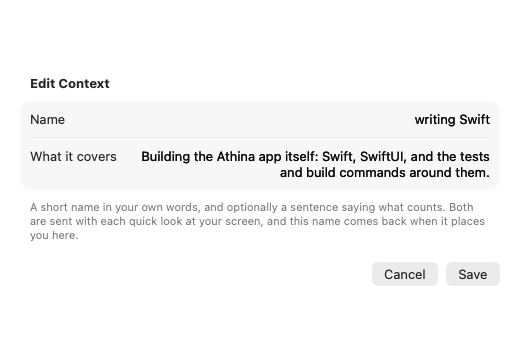 Edit Context
Name
writing Swift
What it covers
Building the Athina app itself: Swift, SwiftUI, and the tests
and build commands around them.
A short name in your own words, and optionally a sentence saying what counts. Both
are sent with each quick look at your screen, and this name comes back when it places
you here.
Cancel
Save